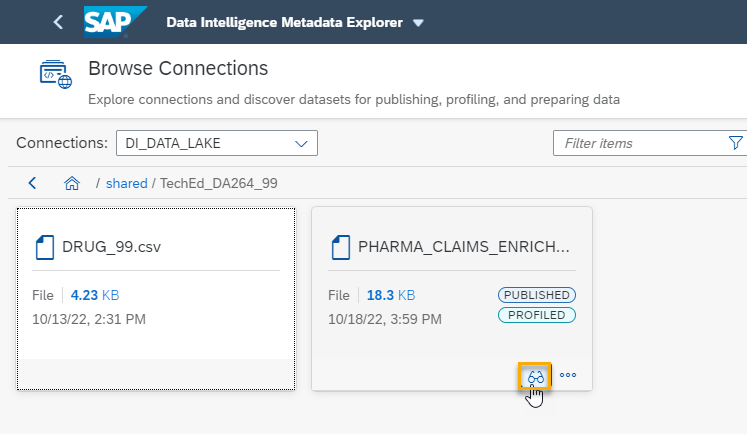 SAP Data Intelligence Metadata Explorer
Browse Connections
Explore connections and discover datasets for publishing, profiling, and preparing data
Connections: DI_DATA_LAKE Filter items
/ shared / TechEd_DA264_99
DRUG_99.csv
File 4.23 KB
10/13/22, 2:31 PM
PHARMA_CLAIMS_ENRICH...
File 18.3 KB PUBLISHED
10/18/22, 3:59 PM PROFILED